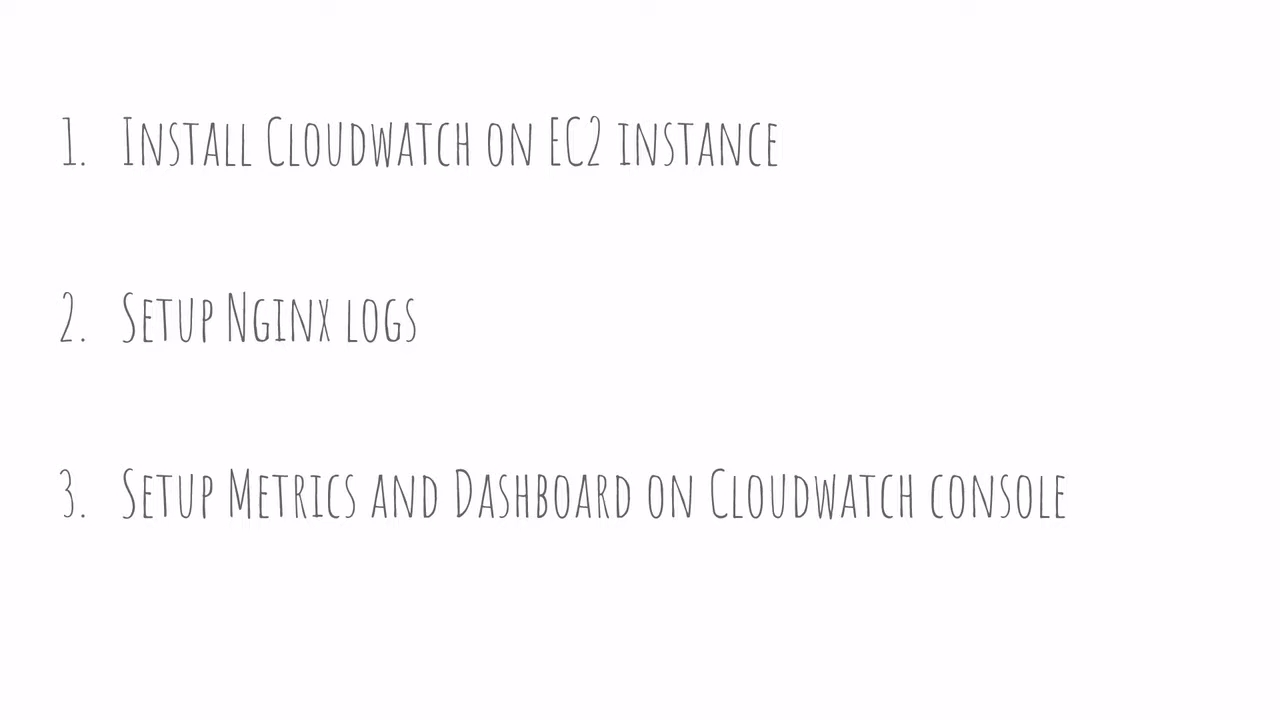 1. Install Cloudwatch on EC2 instance
2. Setup Nginx logs
3. Setup Metrics and Dashboard on Cloudwatch console